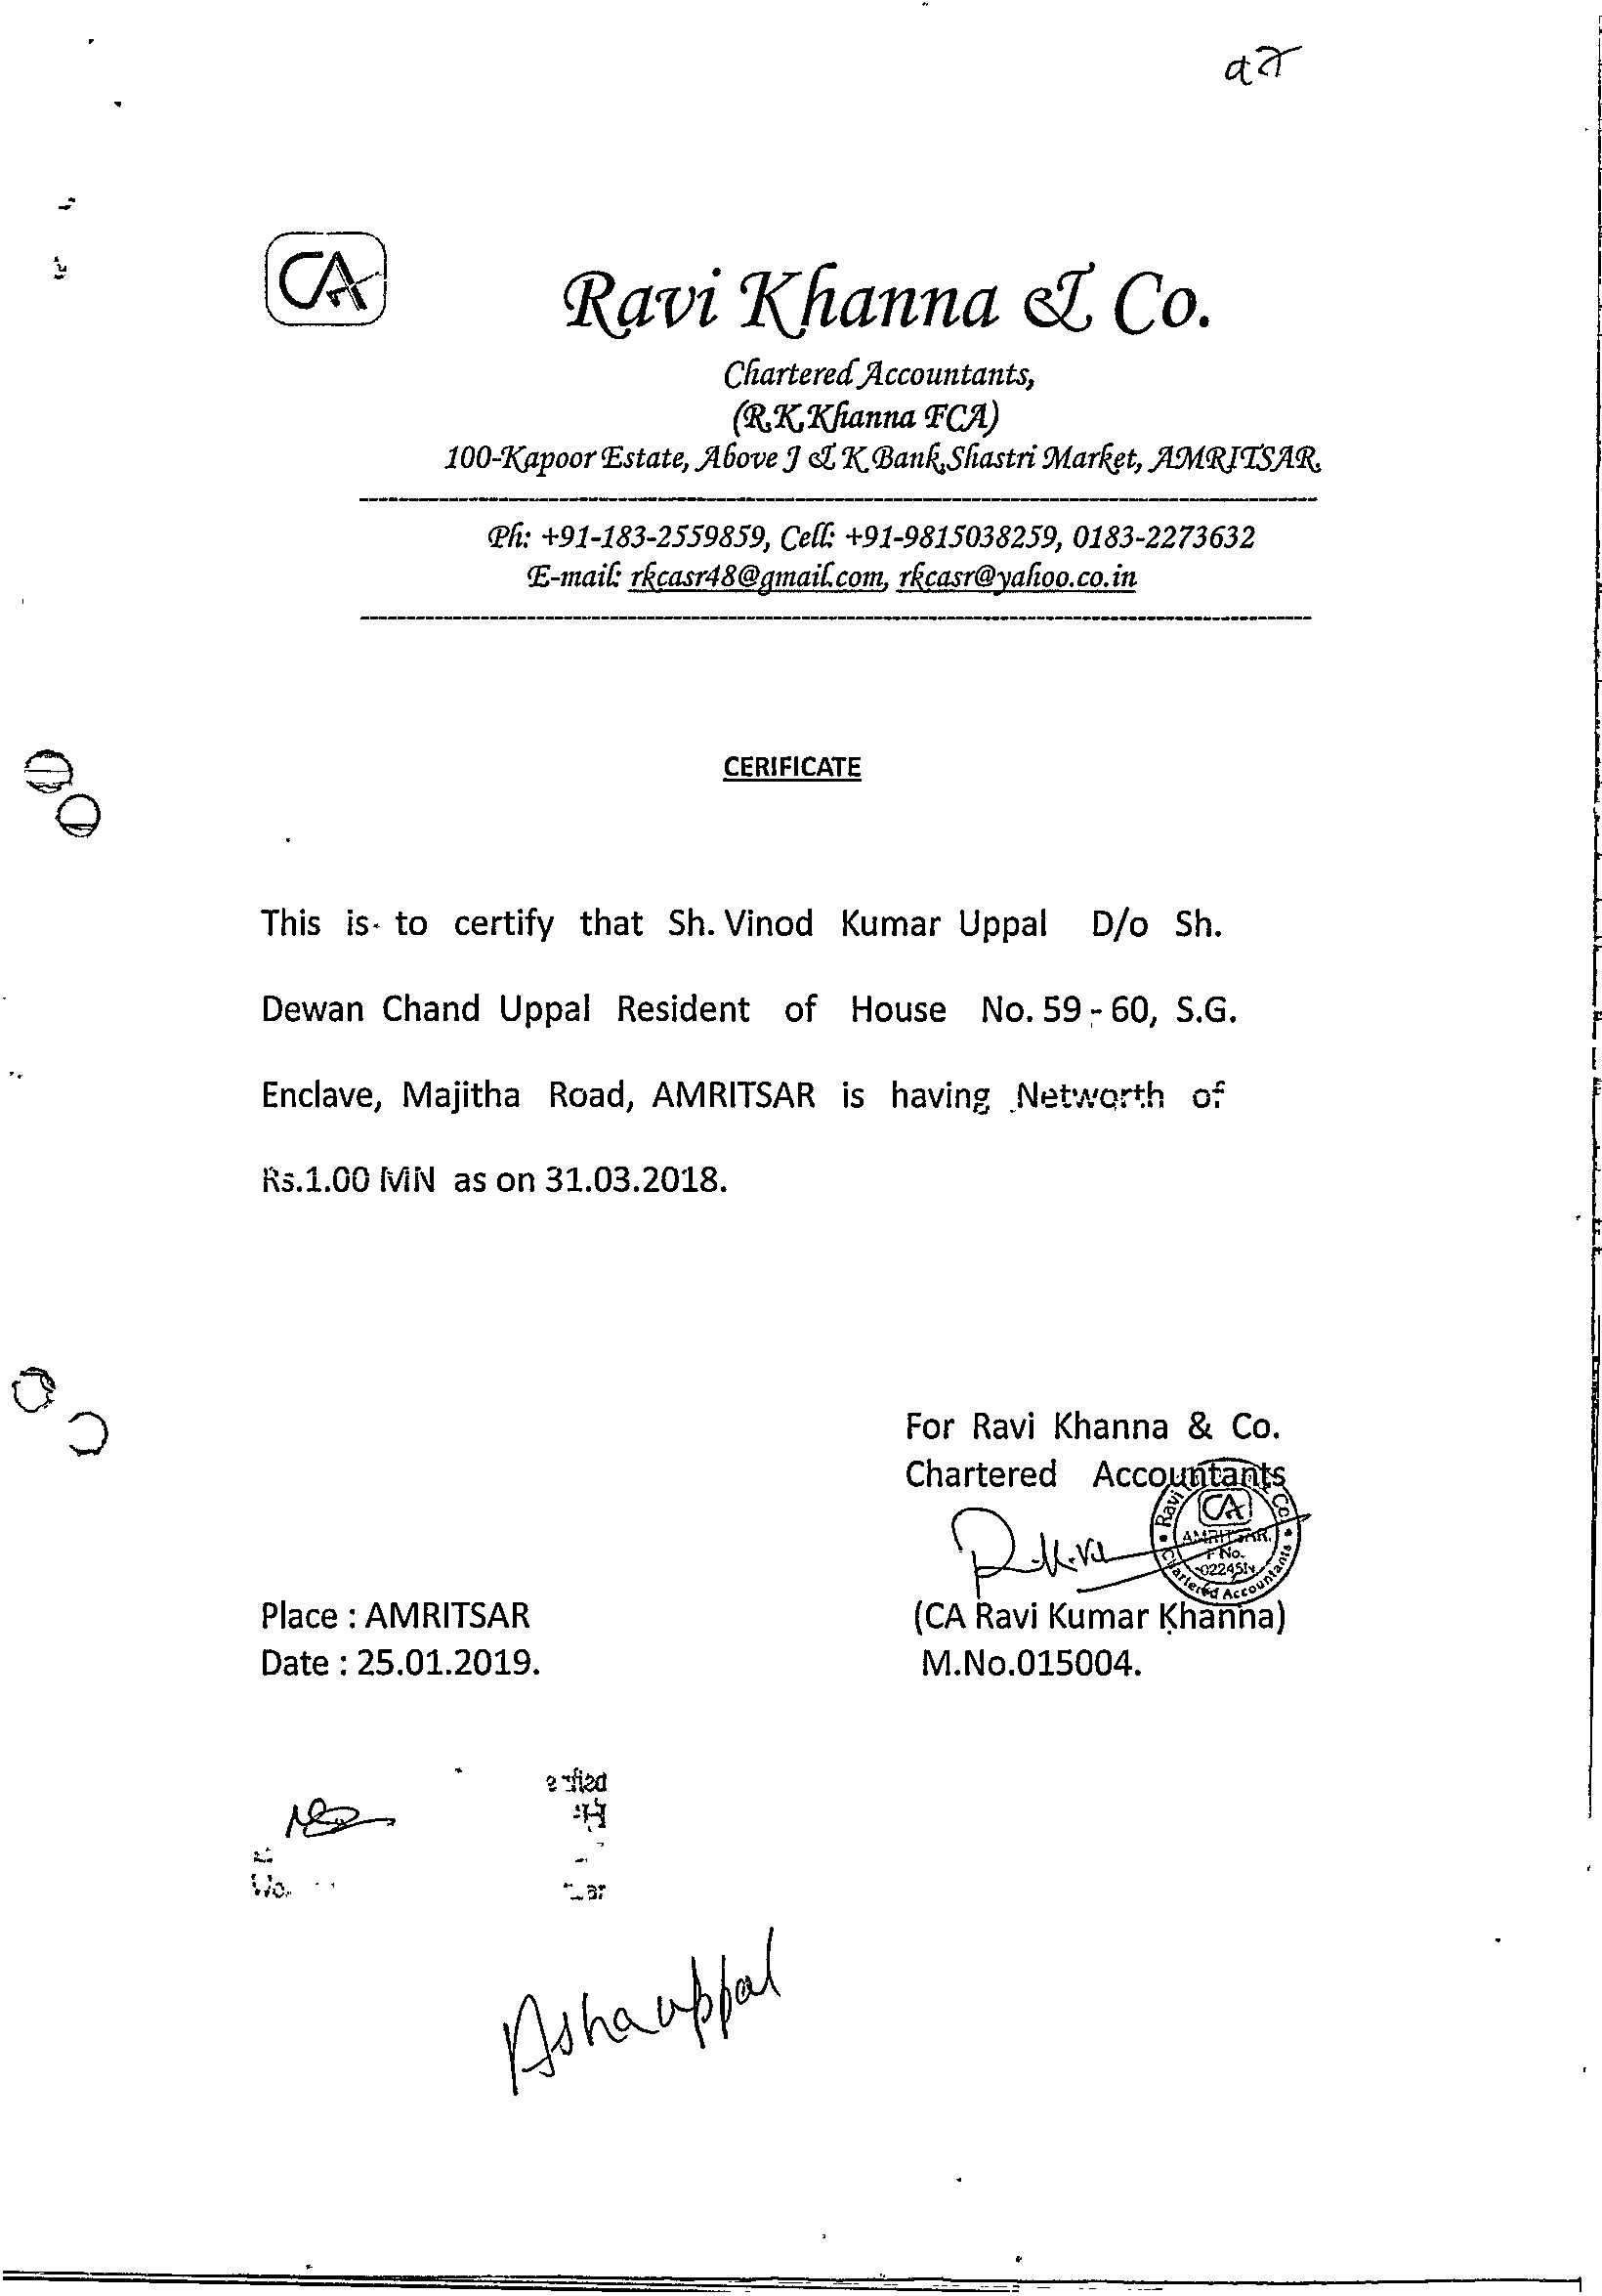 CA
Ravi Khanna & Co.
Chartered Accountants,
(R.K.Khanna FCA)
100-Kapoor Estate, Above J & K Bank,Shastri Market, AMRITSAR.
Ph: +91-183-2559859, Cell: +91-9815038259, 0183-2273632
E-mail: rkcasr48@gmail.com, rkcasr@yahoo.co.in
CERIFICATE
This is to certify that Sh. Vinod Kumar Uppal D/o Sh.
Dewan Chand Uppal Resident of House No. 59 - 60, S.G.
Enclave, Majitha Road, AMRITSAR is having Networth of
Rs.1.00 MN as on 31.03.2018.
For Ravi Khanna & Co.
Chartered Accountants
Ravi Co.
CA
AMRITSAR.
No.
Chartered Accountants
Place : AMRITSAR
Date : 25.01.2019.
(CA Ravi Kumar Khanna)
M.No.015004.
Asha uppal